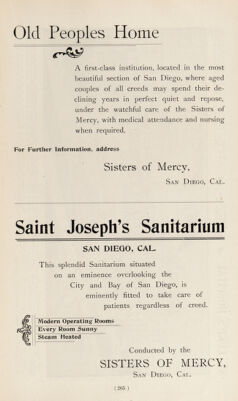 Old Peoples Home
A first-class institution, located in the most
beautiful section of San Diego, where aged
couples of all creeds may spend their de-
clining years in perfect quiet and repose,
under the watchful care of the Sisters of
Mercy, with medical attendance and nursing
when required.
For Further Information, address
Sisters of Mercy,
San Diego, Cal.
Saint Joseph's Sanitarium
SAN DIEGO, CAL.
This splendid Sanitarium situated
on an eminence overlooking the
City and Bay of San Diego, is
eminently fitted to take care of
patients regardless of creed.
Modern Operating Rooms
Every Room Sunny
Steam Heated
Conducted by the
SISTERS OF MERCY,
San Diego, Cal.
(265)